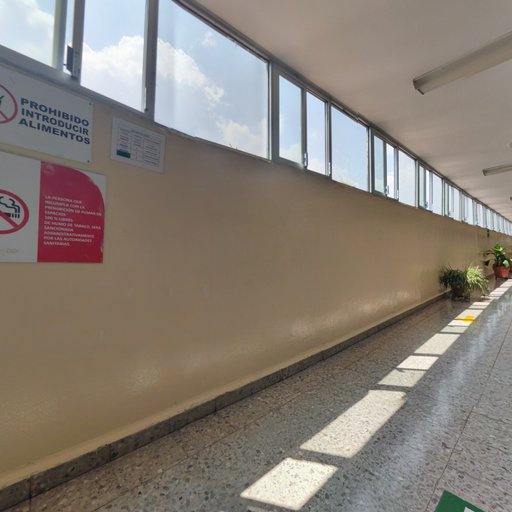 PROHIBIDO
INTRODUCIR
ALIMENTOS
LA PERSONA QUE
INCUMPLA CON LA
PROHIBICIÓN DE FUMAR EN
ESPACIOS
100 % LIBRES
DE HUMO DE TABACO, SERÁ
SANCIONADA
ADMINISTRATIVAMENTE
POR LAS AUTORIDADES
SANITARIAS